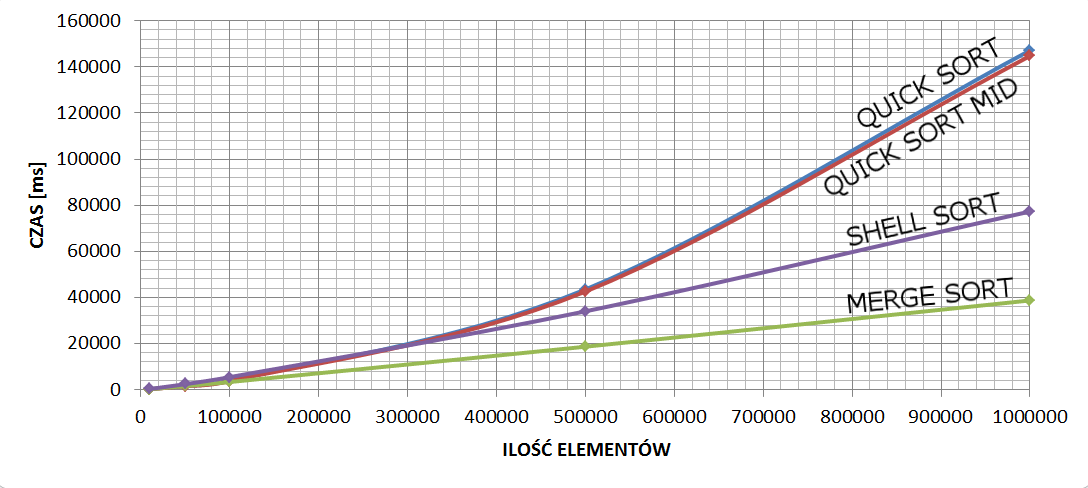 160000
140000
120000
100000
80000
60000
40000
20000
0
CZAS [ms]
QUICK SORT
QUICK SORT MID
SHELL SORT
MERGE SORT
0 100000 200000 300000 400000 500000 600000 700000 800000 900000 1000000
ILOŚĆ ELEMENTÓW